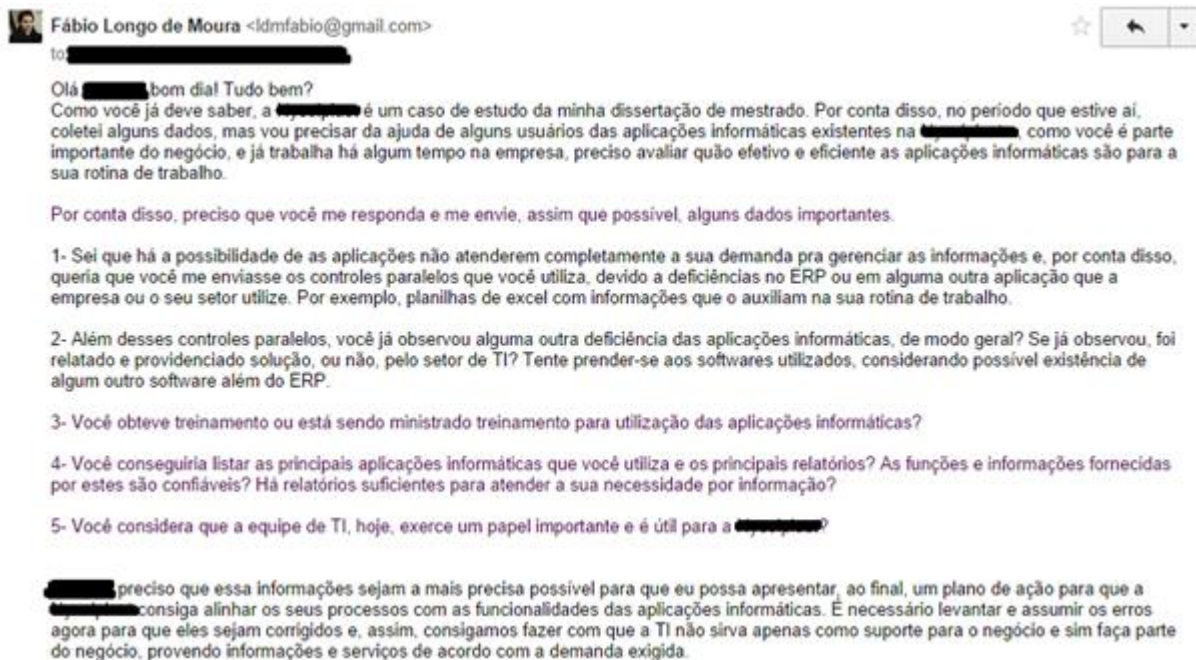 Fábio Longo de Moura <ldmfabio@gmail.com>
to:
Olá bom dia! Tudo bem?
Como você já deve saber, a é um caso de estudo da minha dissertação de mestrado. Por conta disso, no período que estive aí,
coletei alguns dados, mas vou precisar da ajuda de alguns usuários das aplicações informáticas existentes na , como você é parte
importante do negócio, e já trabalha há algum tempo na empresa, preciso avaliar quão efetivo e eficiente as aplicações informáticas são para a
sua rotina de trabalho.
Por conta disso, preciso que você me responda e me envie, assim que possível, alguns dados importantes.
1- Sei que há a possibilidade de as aplicações não atenderem completamente a sua demanda pra gerenciar as informações e, por conta disso,
queria que você me enviasse os controles paralelos que você utiliza, devido a deficiências no ERP ou em alguma outra aplicação que a
empresa ou o seu setor utilize. Por exemplo, planilhas de excel com informações que o auxiliam na sua rotina de trabalho.
2- Além desses controles paralelos, você já observou alguma outra deficiência das aplicações informáticas, de modo geral? Se já observou, foi
relatado e providenciado solução, ou não, pelo setor de TI? Tente prender-se aos softwares utilizados, considerando possível existência de
algum outro software além do ERP.
3- Você obteve treinamento ou está sendo ministrado treinamento para utilização das aplicações informáticas?
4- Você conseguiria listar as principais aplicações informáticas que você utiliza e os principais relatórios? As funções e informações fornecidas
por estes são confiáveis? Há relatórios suficientes para atender a sua necessidade por informação?
5- Você considera que a equipe de TI, hoje, exerce um papel importante e é útil para a ?
preciso que essa informações sejam a mais precisa possível para que eu possa apresentar, ao final, um plano de ação para que a
consiga alinhar os seus processos com as funcionalidades das aplicações informáticas. É necessário levantar e assumir os erros
agora para que eles sejam corrigidos e, assim, consigamos fazer com que a TI não sirva apenas como suporte para o negócio e sim faça parte
do negócio, provendo informações e serviços de acordo com a demanda exigida.